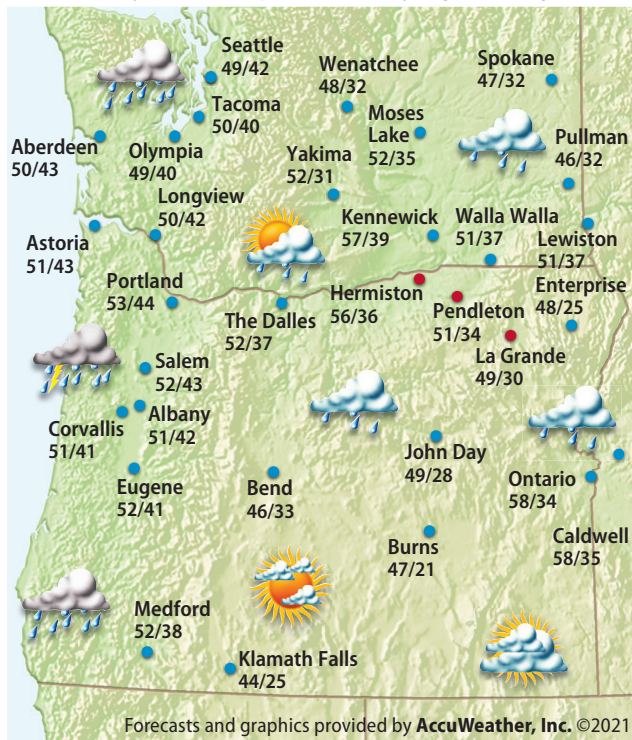 Seattle
49/42
Wenatchee
48/32
Spokane
47/32
Tacoma
50/40
Moses
Lake
52/35
Aberdeen
50/43
Olympia
49/40
Yakima
52/31
Pullman
46/32
Longview
50/42
Kennewick
57/39
Walla Walla
51/37
Lewiston
51/37
Astoria
51/43
Portland
53/44
The Dalles
52/37
Hermiston
56/36
Pendleton
51/34
Enterprise
48/25
La Grande
49/30
Salem
52/43
Albany
51/42
Corvallis
51/41
Eugene
52/41
Bend
46/33
John Day
49/28
Ontario
58/34
Caldwell
58/35
Burns
47/21
Medford
52/38
Klamath Falls
44/25
Forecasts and graphics provided by AccuWeather, Inc. ©2021